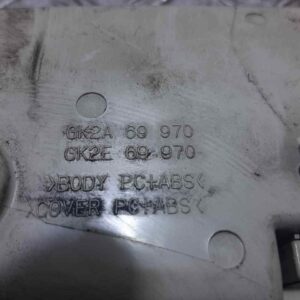 GK2A 69 970
GK2E 69-970
>BODY PC+ABS<
>COVER PC+ABS<